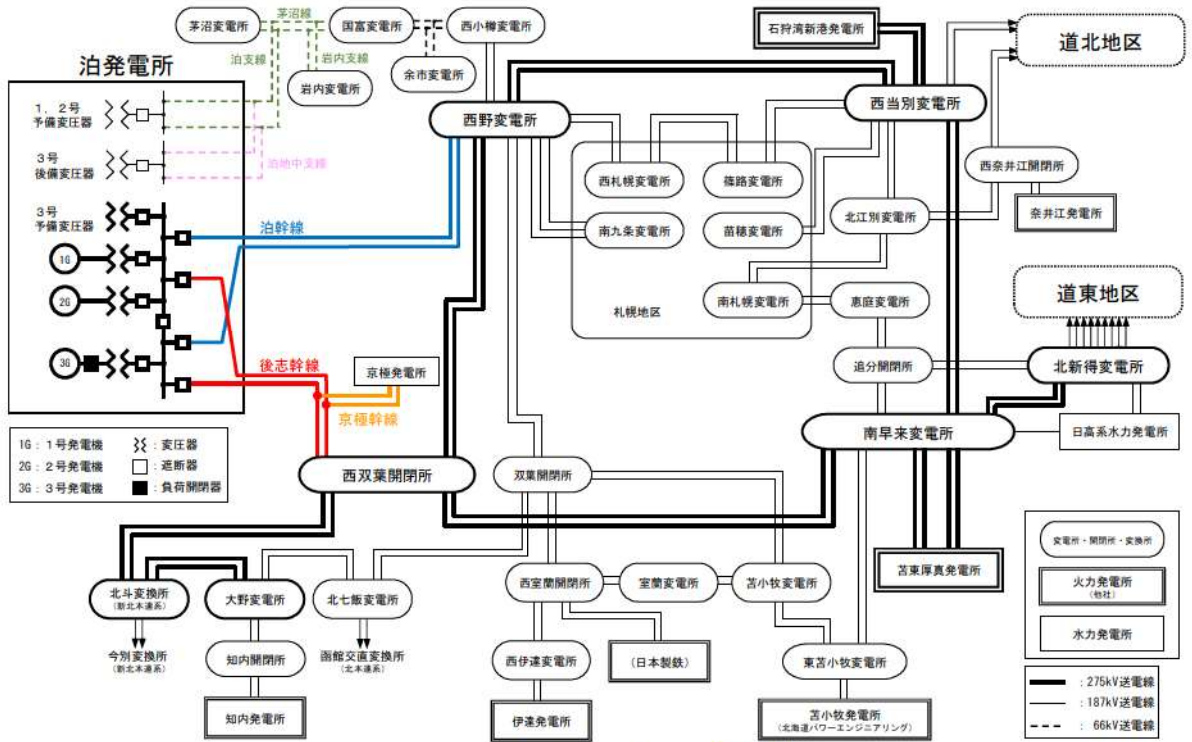 茅沼変電所
茅沼線
国富変電所
西小樽変電所
石狩湾新港発電所
道北地区
泊支線
岩内支線
岩内変電所
余市変電所
泊発電所
1，2号
予備変圧器
3号
後備変圧器
泊地中支線
3号
予備変圧器
1G
2G
3G
泊幹線
後志幹線
京極発電所
京極幹線
西野変電所
西当別変電所
西札幌変電所
篠路変電所
南九条変電所
苗穂変電所
南札幌変電所
札幌地区
北江別変電所
西奈井江開閉所
奈井江発電所
恵庭変電所
追分開閉所
道東地区
北新得変電所
南早来変電所
日高系水力発電所
1G：1号発電機
：変圧器
2G：2号発電機
：遮断器
3G：3号発電機
：負荷開閉器
西双葉開閉所
双葉開閉所
苫東厚真発電所
北斗変換所
(新北本連系)
大野変電所
北七飯変電所
西室蘭開閉所
室蘭変電所
苫小牧変電所
今別変換所
(新北本連系)
知内開閉所
函館交直変換所
(北本連系)
西伊達変電所
(日本製鉄)
東苫小牧変電所
知内発電所
伊達発電所
苫小牧発電所
(北海道パワーエンジニアリング)
変電所・開閉所・変換所
火力発電所
(他社)
水力発電所
：275kV送電線
：187kV送電線
：66kV送電線